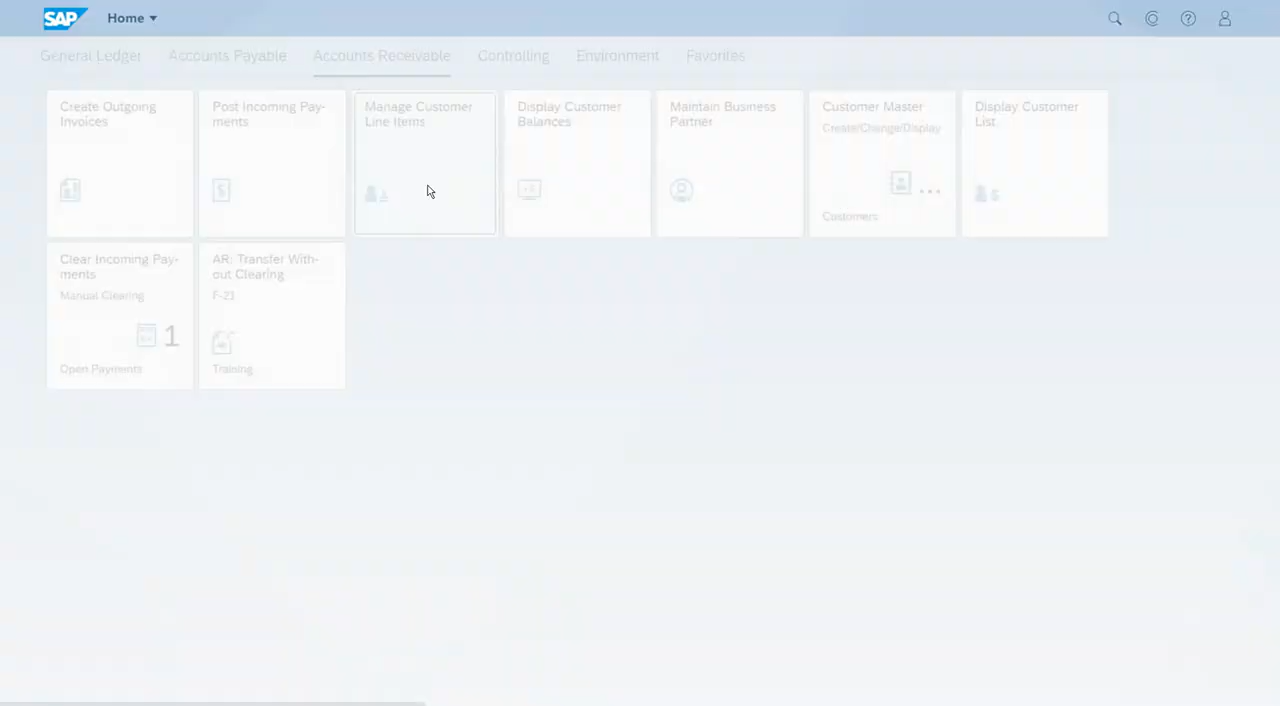 SAP Home
General Ledger Accounts Payable Accounts Receivable Controlling Environment Favorites
Create Outgoing
Invoices
Post Incoming Pay-
ments
Manage Customer
Line Items
Display Customer
Balances
Maintain Business
Partner
Customer Master
Create/Change/Display
...
Customers
Display Customer
List
Clear Incoming Pay-
ments
Manual Clearing
1
Open Payments
AR: Transfer With-
out Clearing
F-21
Training